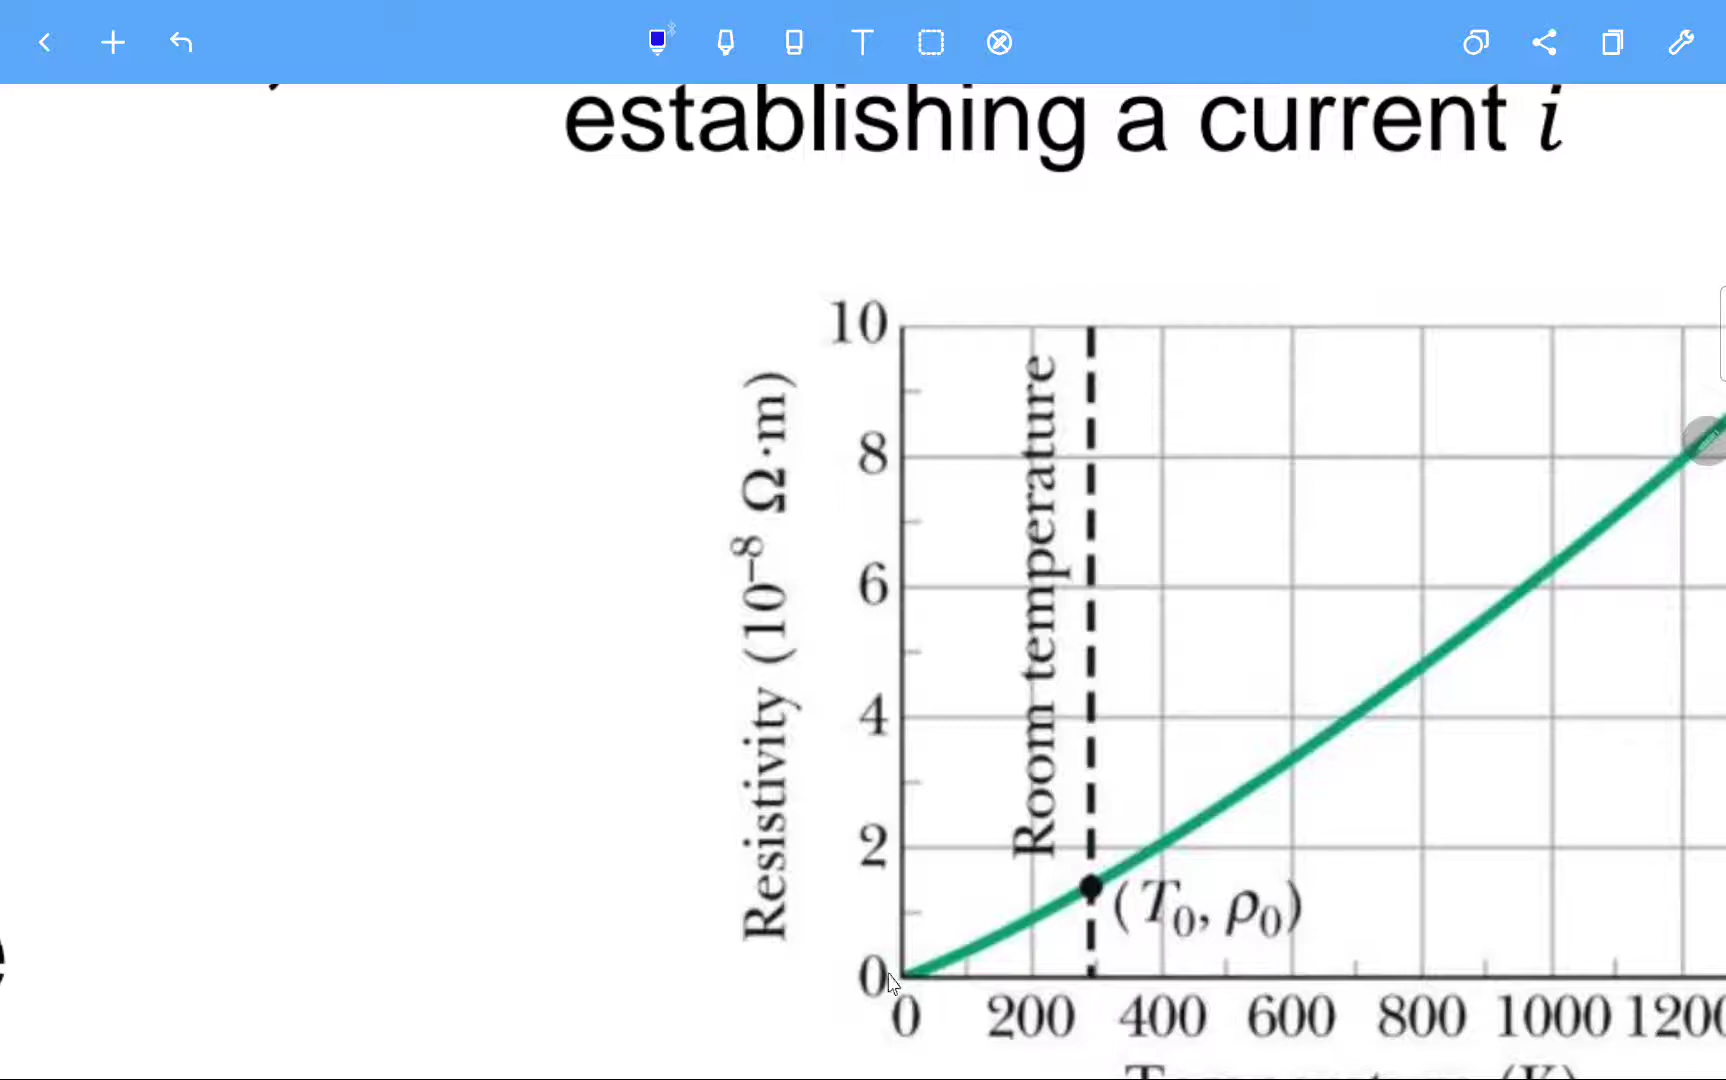 establishing a current i
10
8
6
4
2
0
Resistivity (10⁻⁸ Ω·m)
Room temperature
(T₀, ρ₀)
0 200 400 600 800 1000